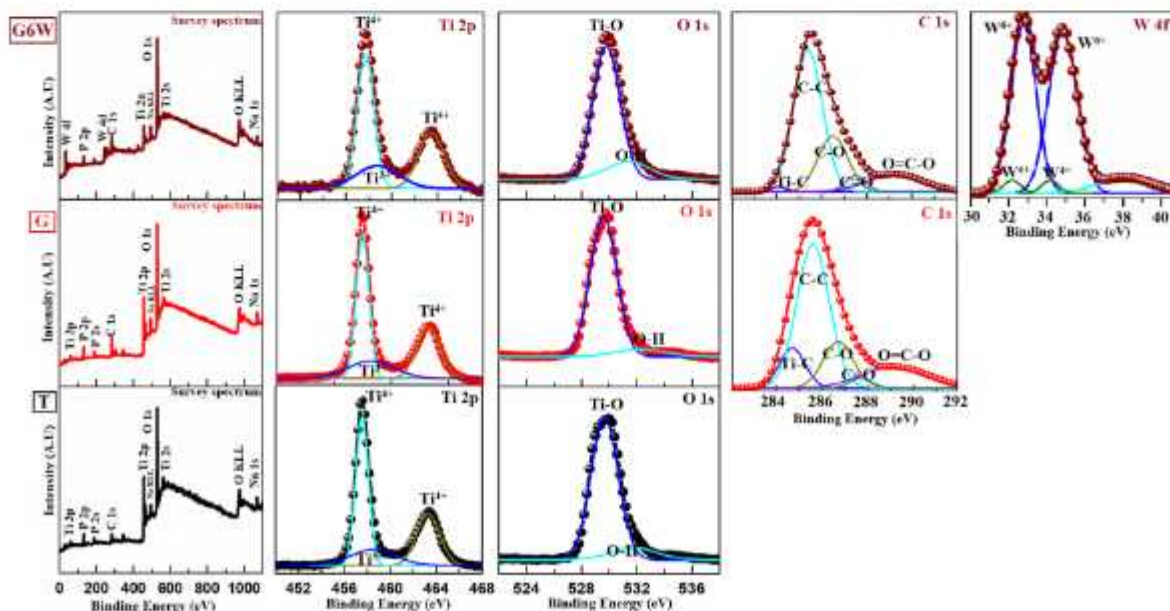 G6W
Survey spectrum
O 1s
W 4f
P 2p
W 4d
C 1s
Ti 2p
Ti 2s
O KLL
Na 1s
Intensity (A.U)
Ti 2p
Ti⁴⁺
Ti⁴⁺
O 1s
Ti-O
C 1s
C-C
C-O
Ti-C
O=C-O
W 4f
W⁶⁺
W⁶⁺
W⁴⁺
W⁴⁺
30 32 34 36 38 40
Binding Energy (eV)
G
Survey spectrum
O 1s
Ti 3p
P 2p
P 2s
C 1s
Ti 2p
Ti 2s
O KLL
Na 1s
Intensity (A.U)
Ti 2p
Ti⁴⁺
Ti⁴⁺
O 1s
Ti-O
O-H
C 1s
C-C
Ti-C
C-O
O=C-O
284 286 288 290 292
Binding Energy (eV)
T
Survey spectrum
O 1s
Ti 3p
P 2p
P 2s
C 1s
Ti 2p
Ti 2s
O KLL
Na 1s
Intensity (A.U)
0 200 400 600 800 1000
Binding Energy (eV)
Ti 2p
Ti⁴⁺
Ti⁴⁺
452 456 460 464 468
Binding Energy (eV)
O 1s
Ti-O
O-H
524 528 532 536
Binding Energy (eV)